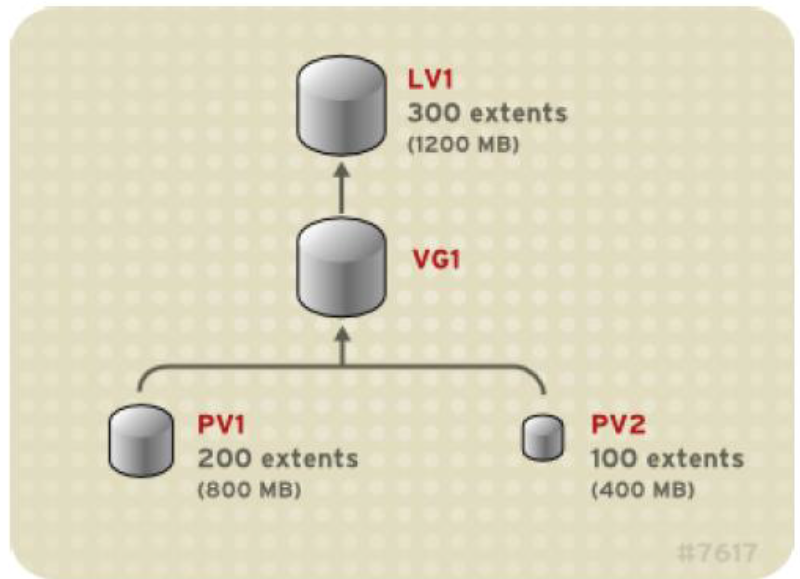 LV1
300 extents
(1200 MB)
VG1
PV1
200 extents
(800 MB)
PV2
100 extents
(400 MB)
#7617